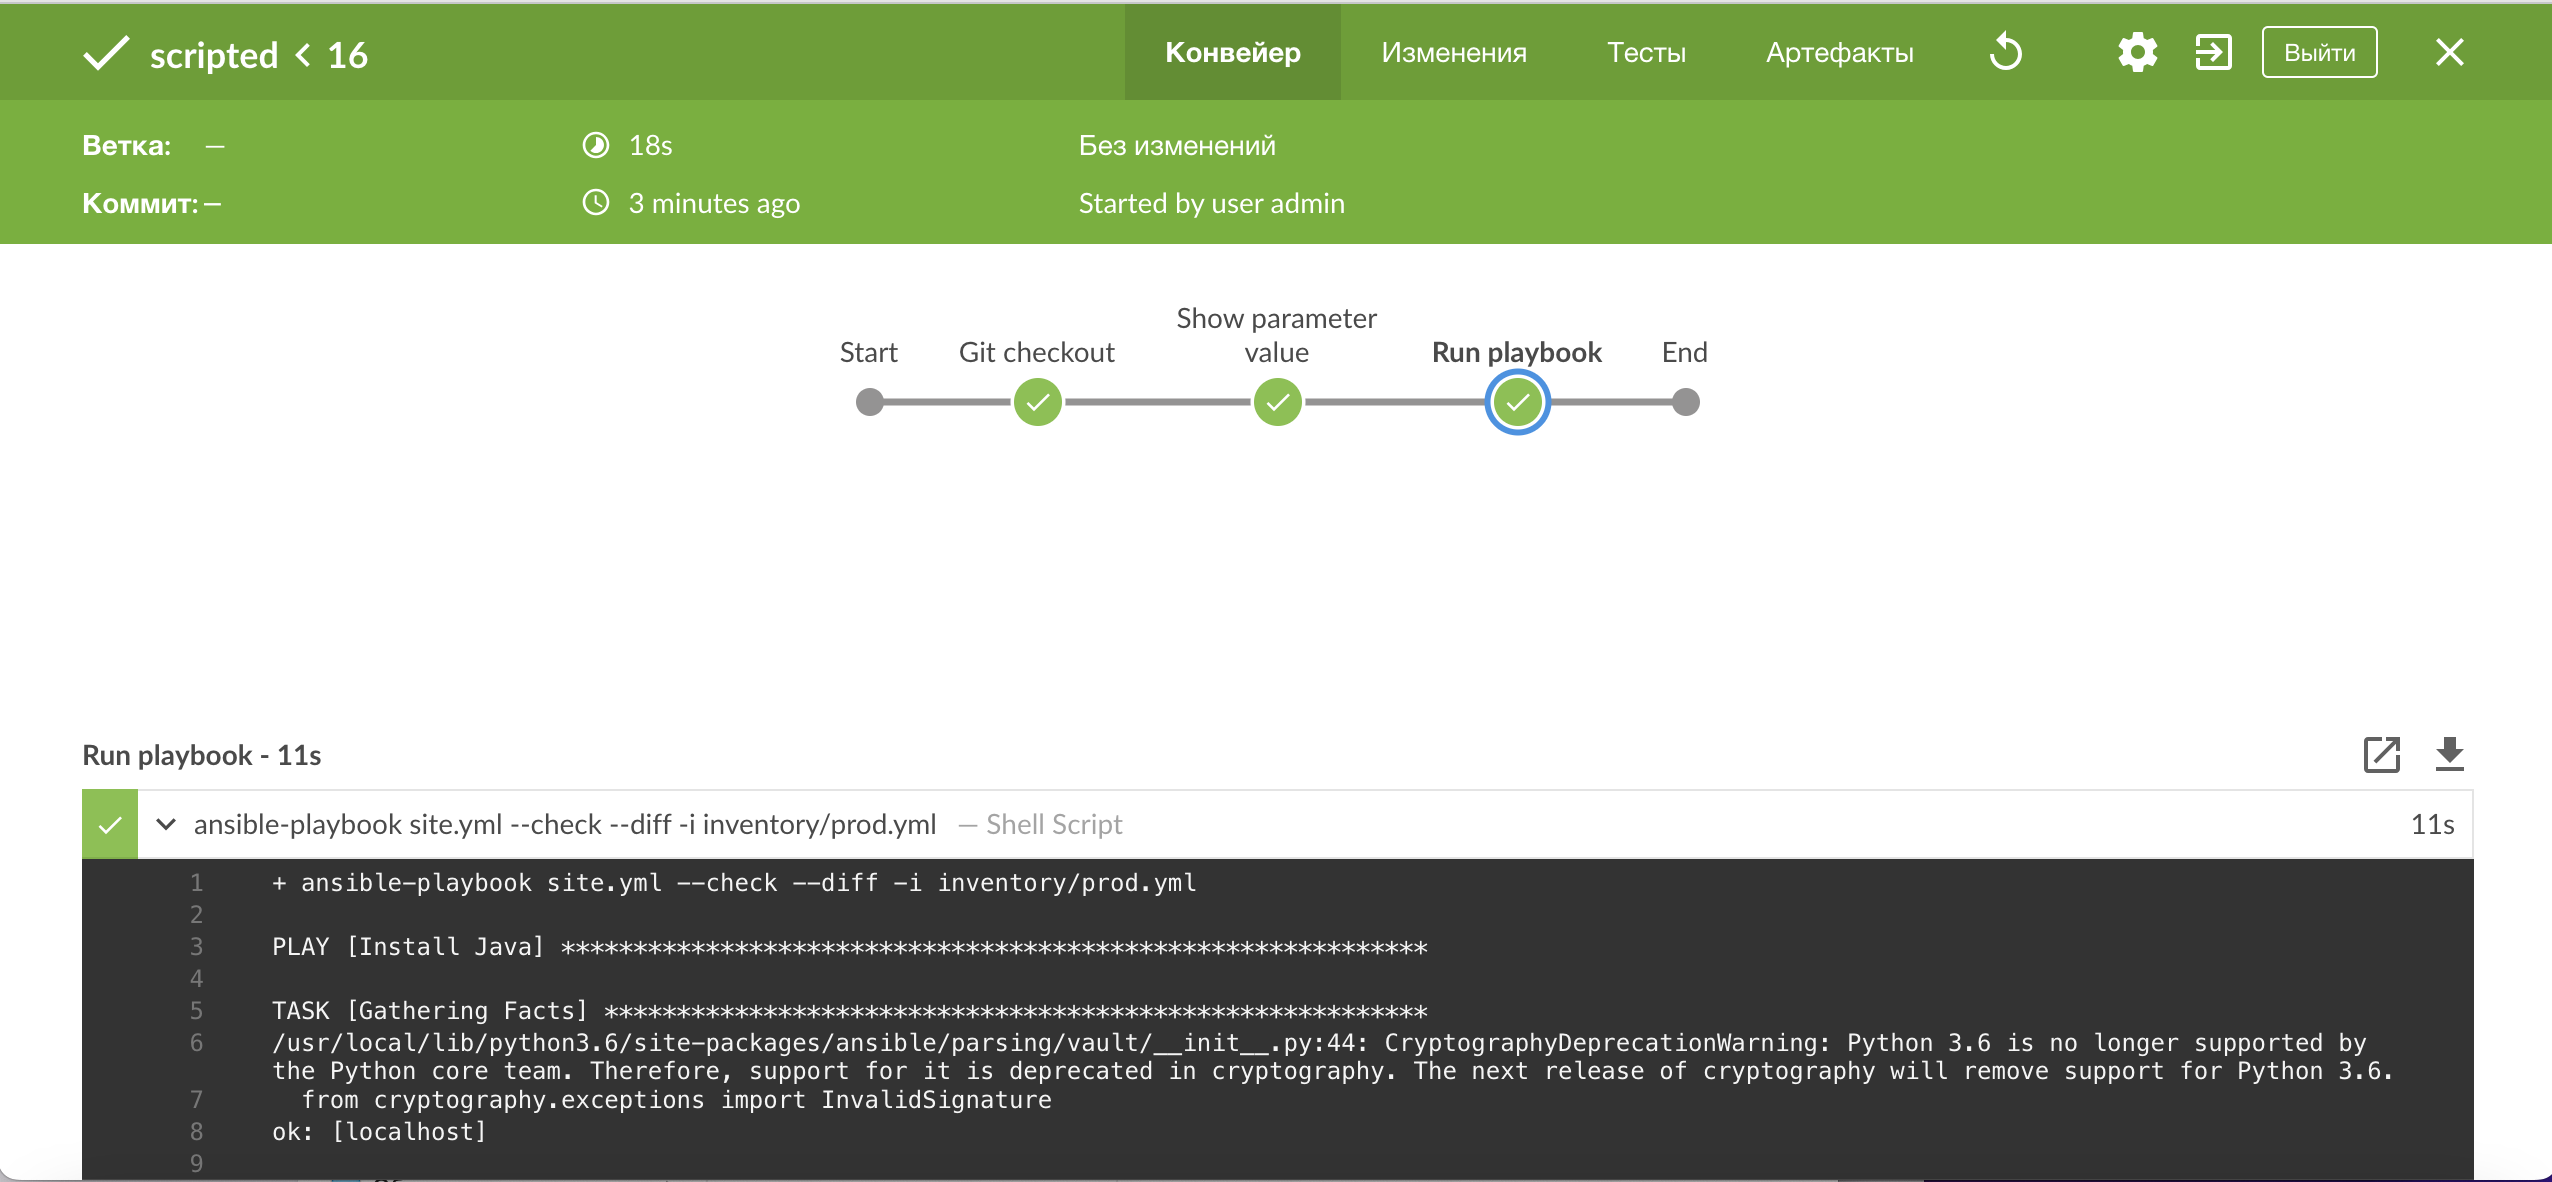 scripted < 16
Конвейер Изменения Тесты Артефакты Выйти
Ветка: — 18s Без изменений
Коммит: — 3 minutes ago Started by user admin
Show parameter
Start Git checkout value Run playbook End
Run playbook - 11s
ansible-playbook site.yml --check --diff -i inventory/prod.yml — Shell Script 11s
1 + ansible-playbook site.yml --check --diff -i inventory/prod.yml
2
3 PLAY [Install Java] ************************************************************
4
5 TASK [Gathering Facts] *********************************************************
6 /usr/local/lib/python3.6/site-packages/ansible/parsing/vault/__init__.py:44: CryptographyDeprecationWarning: Python 3.6 is no longer supported by
the Python core team. Therefore, support for it is deprecated in cryptography. The next release of cryptography will remove support for Python 3.6.
7 from cryptography.exceptions import InvalidSignature
8 ok: [localhost]
9